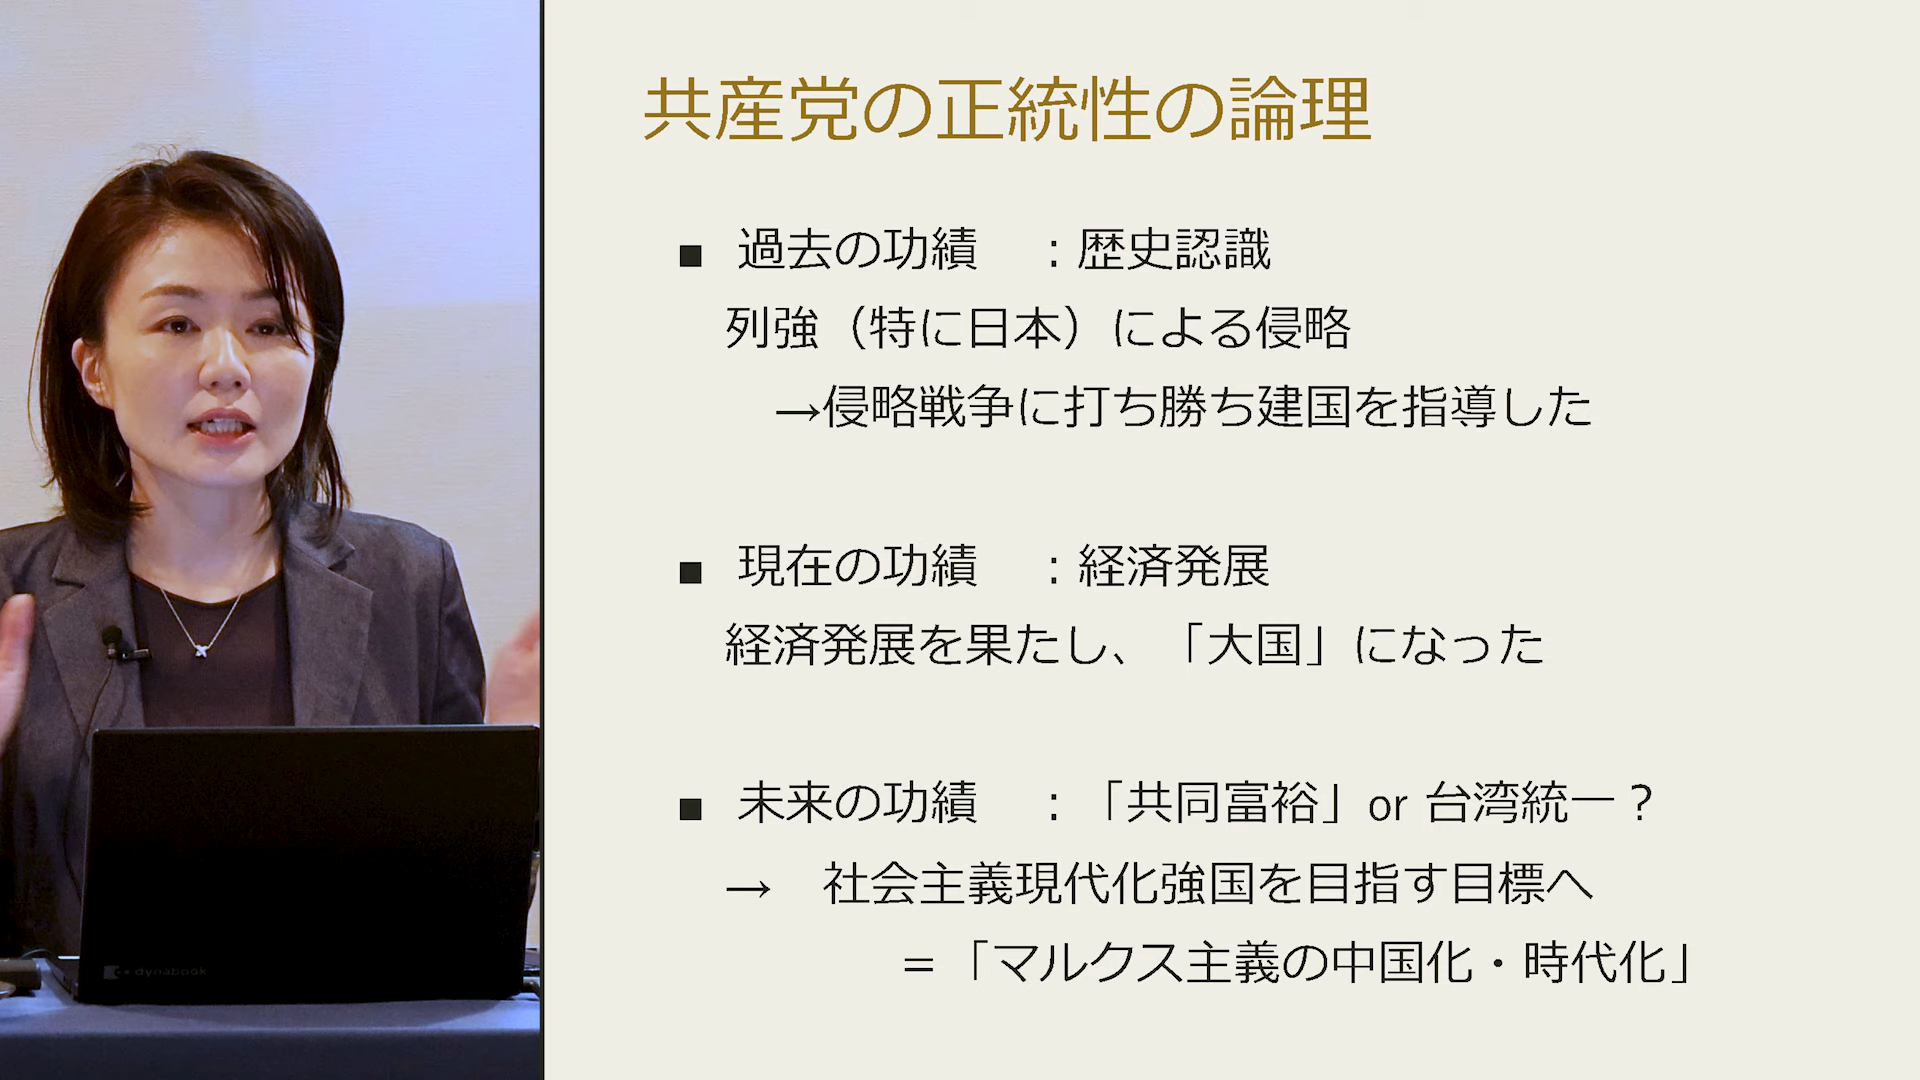 共産党の正統性の論理
■ 過去の功績 ：歴史認識
列強（特に日本）による侵略
→侵略戦争に打ち勝ち建国を指導した
■ 現在の功績 ：経済発展
経済発展を果たし、「大国」になった
■ 未来の功績 ：「共同富裕」or 台湾統一？
→ 社会主義現代化強国を目指す目標へ
＝「マルクス主義の中国化・時代化」
dynabook